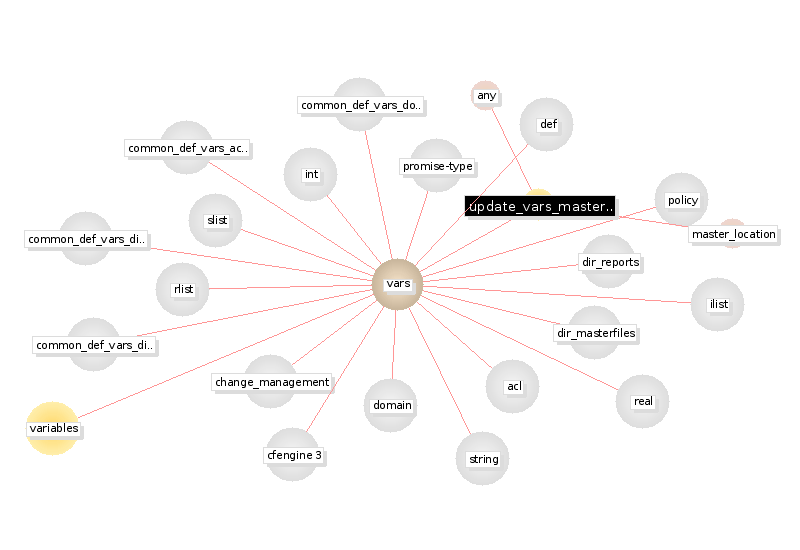 any
common_def_vars_do..
def
common_def_vars_ac..
promise-type
int
policy
update_vars_master..
slist
master_location
common_def_vars_di..
dir_reports
vars
rlist
ilist
dir_masterfiles
common_def_vars_di..
change_management
acl
real
domain
variables
cfengine 3
string